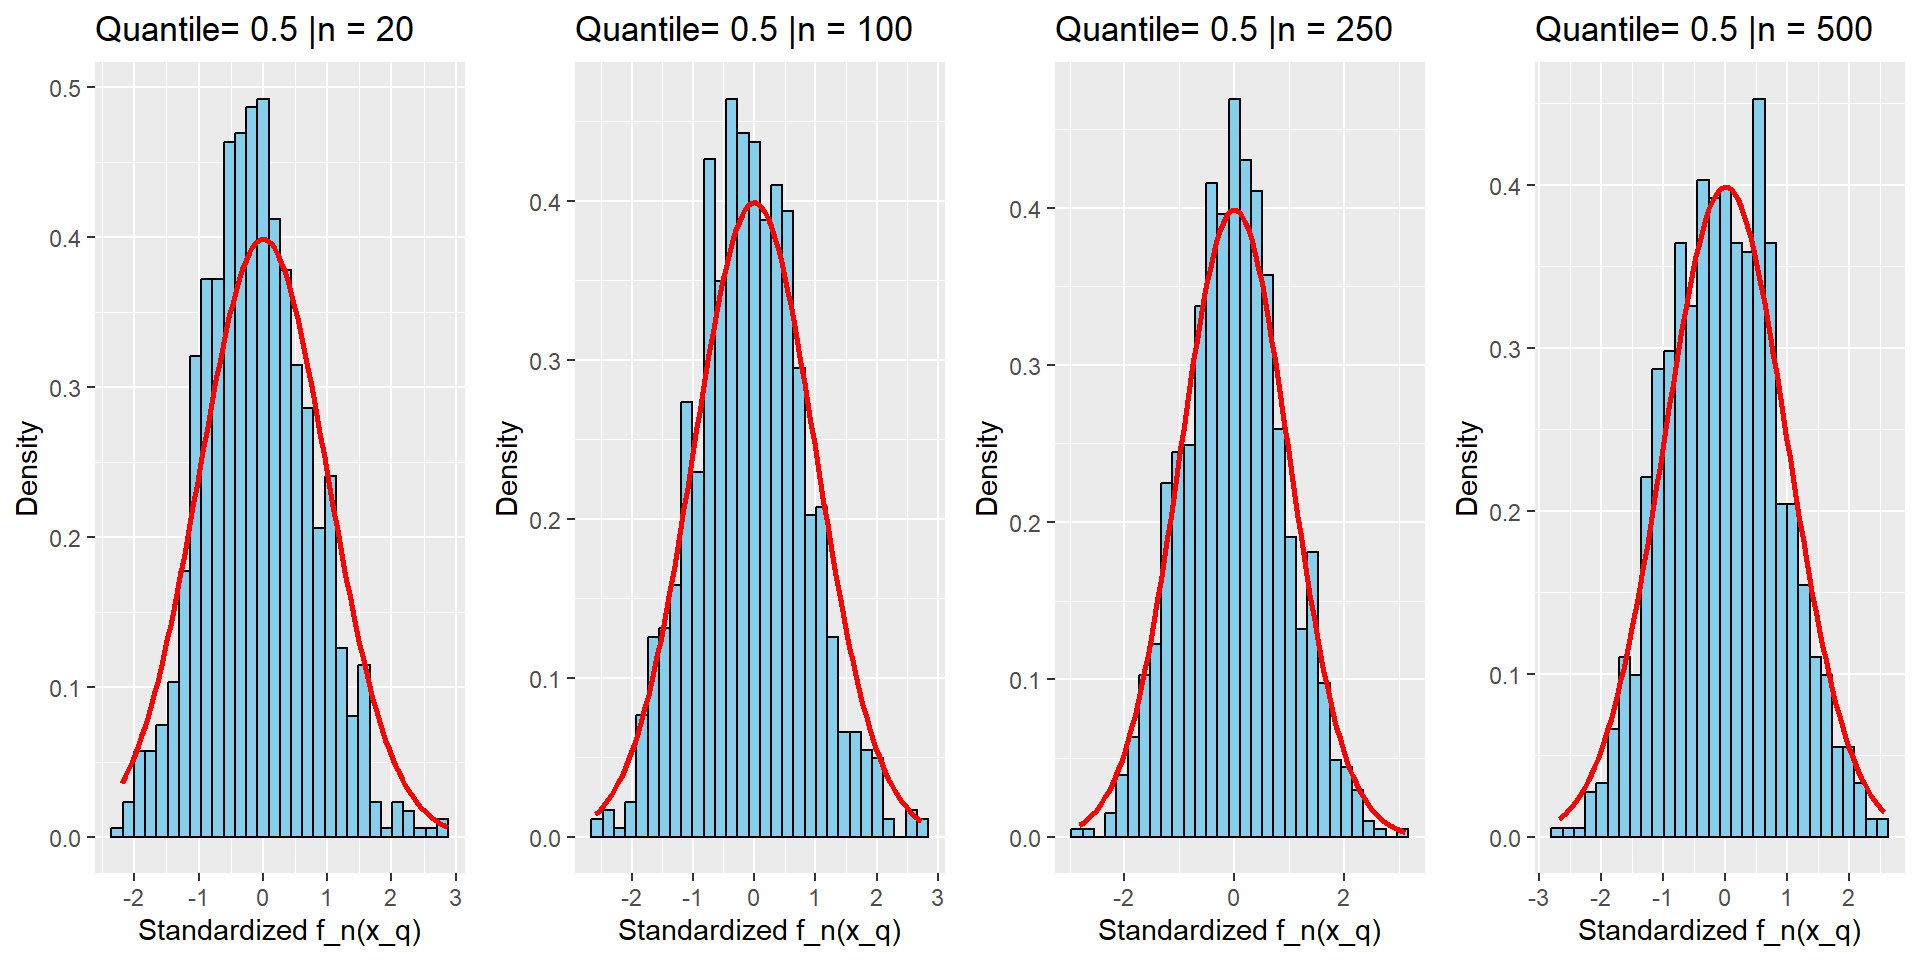 Quantile= 0.5 |n = 20
Density
0.5
0.4
0.3
0.2
0.1
0.0
-2 -1 0 1 2 3
Standardized f_n(x_q)
Quantile= 0.5 |n = 100
Density
0.4
0.3
0.2
0.1
0.0
-2 -1 0 1 2 3
Standardized f_n(x_q)
Quantile= 0.5 |n = 250
Density
0.4
0.3
0.2
0.1
0.0
-2 0 2
Standardized f_n(x_q)
Quantile= 0.5 |n = 500
Density
0.4
0.3
0.2
0.1
0.0
-3 -2 -1 0 1 2
Standardized f_n(x_q)